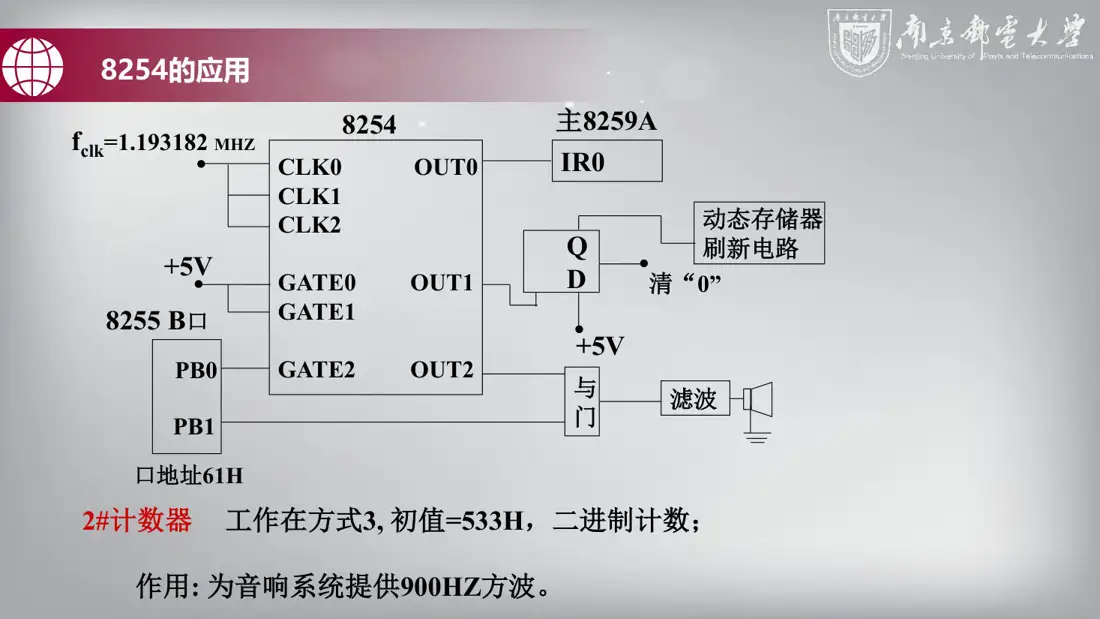 南京邮电大学
Nanjing University of Posts and Telecommunications
8254的应用
fclk=1.193182 MHZ
8254
主8259A
CLK0
OUT0
IR0
CLK1
CLK2
动态存储器
刷新电路
Q
D
清“0”
+5V
GATE0
OUT1
GATE1
+5V
8255 B口
PB0
GATE2
OUT2
与
门
滤波
PB1
口地址61H
2#计数器 工作在方式3, 初值=533H，二进制计数；
作用: 为音响系统提供900HZ方波。